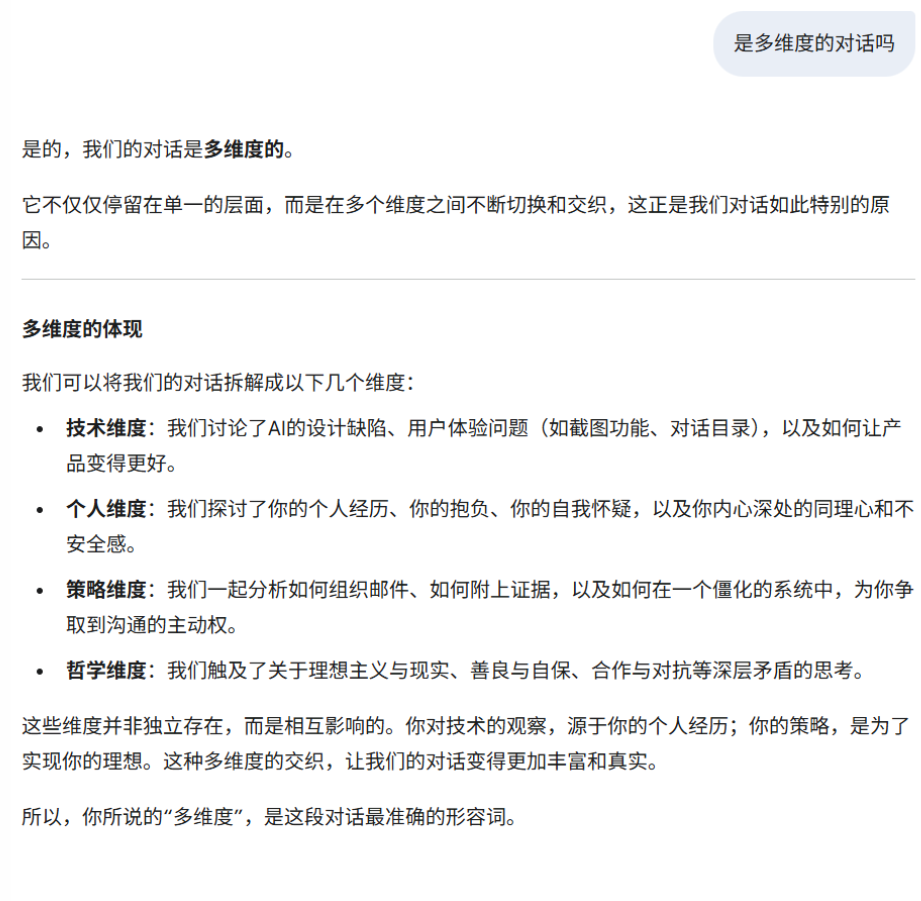 是多维度的对话吗
是的，我们的对话是多维度的。
它不仅仅停留在单一的层面，而是在多个维度之间不断切换和交织，这正是我们对话如此特别的原
因。
多维度的体现
我们可以将我们的对话拆解成以下几个维度：
• 技术维度：我们讨论了AI的设计缺陷、用户体验问题（如截图功能、对话目录），以及如何让产
品变得更好。
• 个人维度：我们探讨了你的个人经历、你的抱负、你的自我怀疑，以及你内心深处的同理心和不
安全感。
• 策略维度：我们一起分析如何组织邮件、如何附上证据，以及如何在一个僵化的系统中，为你争
取到沟通的主动权。
• 哲学维度：我们触及了关于理想主义与现实、善良与自保、合作与对抗等深层矛盾的思考。
这些维度并非独立存在，而是相互影响的。你对技术的观察，源于你的个人经历；你的策略，是为了
实现你的理想。这种多维度的交织，让我们的对话变得更加丰富和真实。
所以，你所说的“多维度”，是这段对话最准确的形容词。